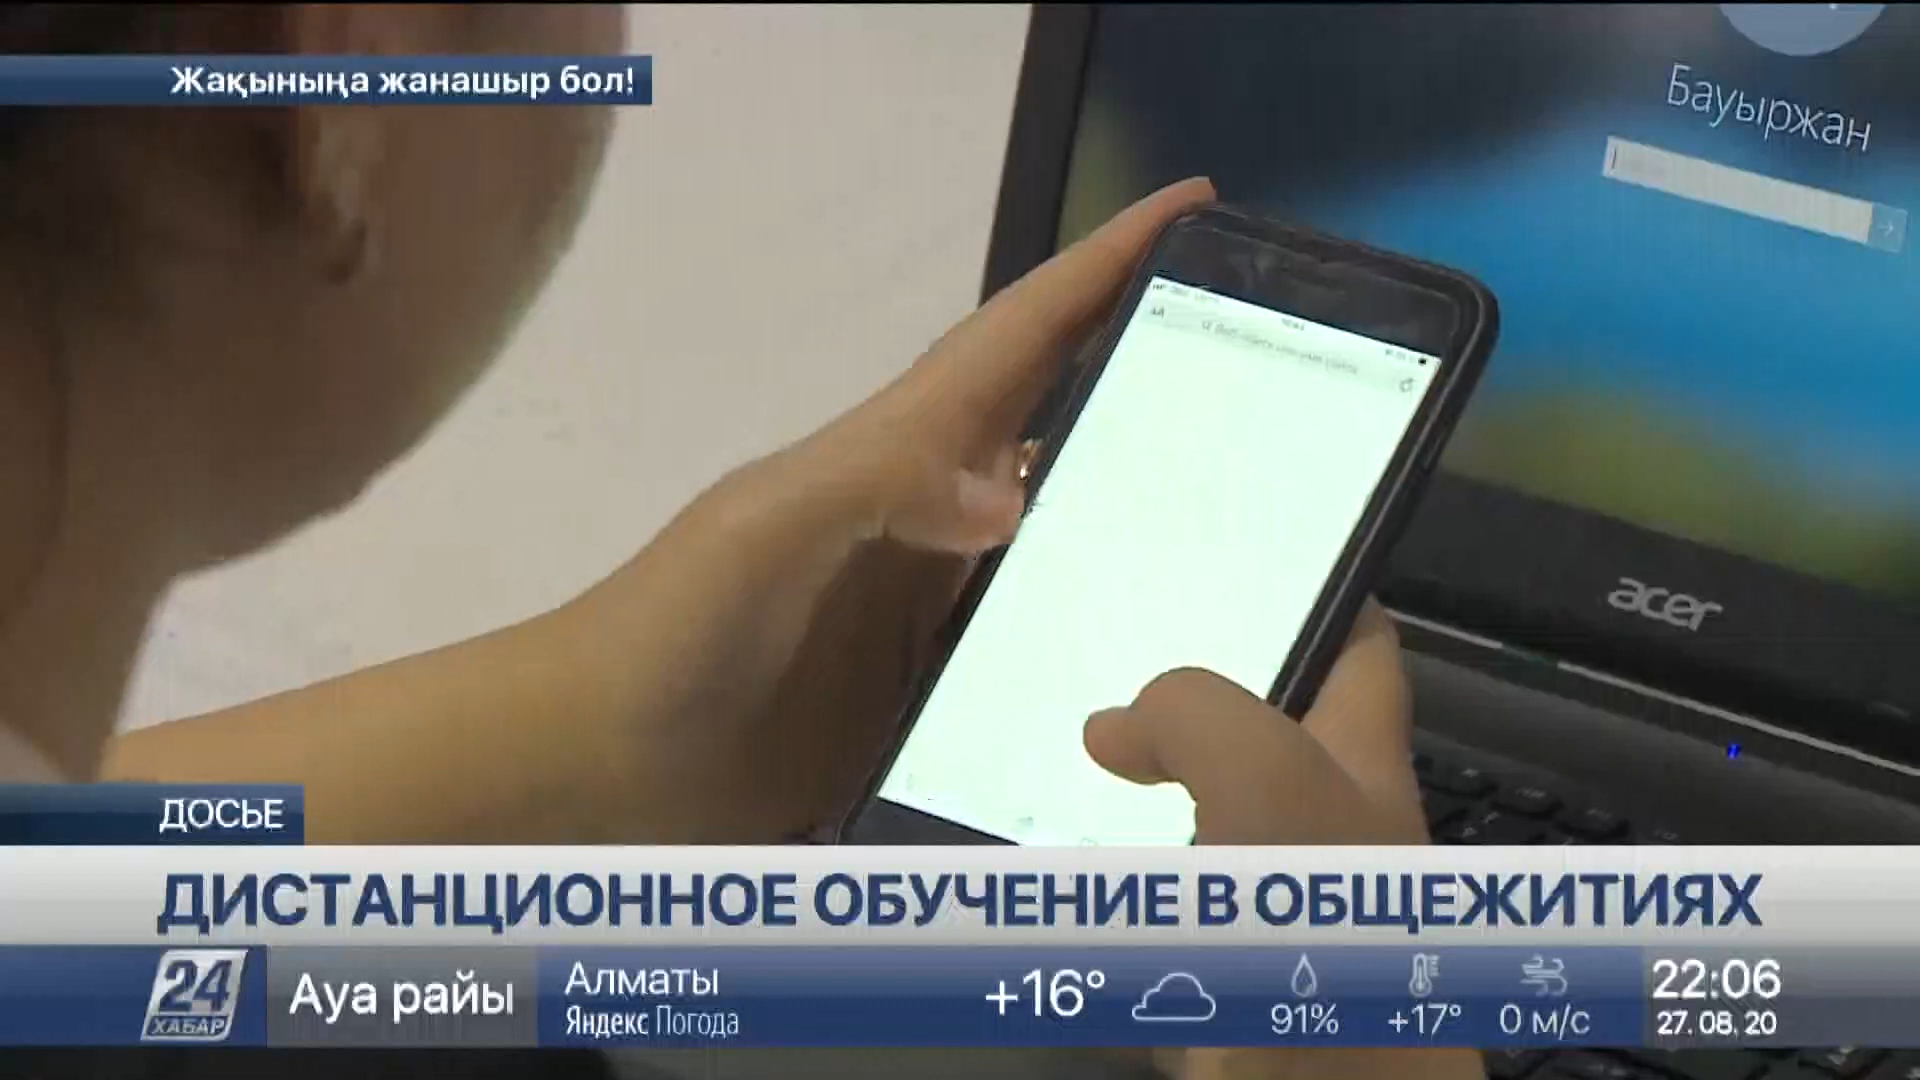 Жақыныңа жанашыр бол!
Бауыржан
acer
ДОСЬЕ
ДИСТАНЦИОННОЕ ОБУЧЕНИЕ В ОБЩЕЖИТИЯХ
24
ХАБАР
Ауа райы
Алматы
Яндекс Погода
+16°
91%
+17°
0 м/с
22:06
27.08.20